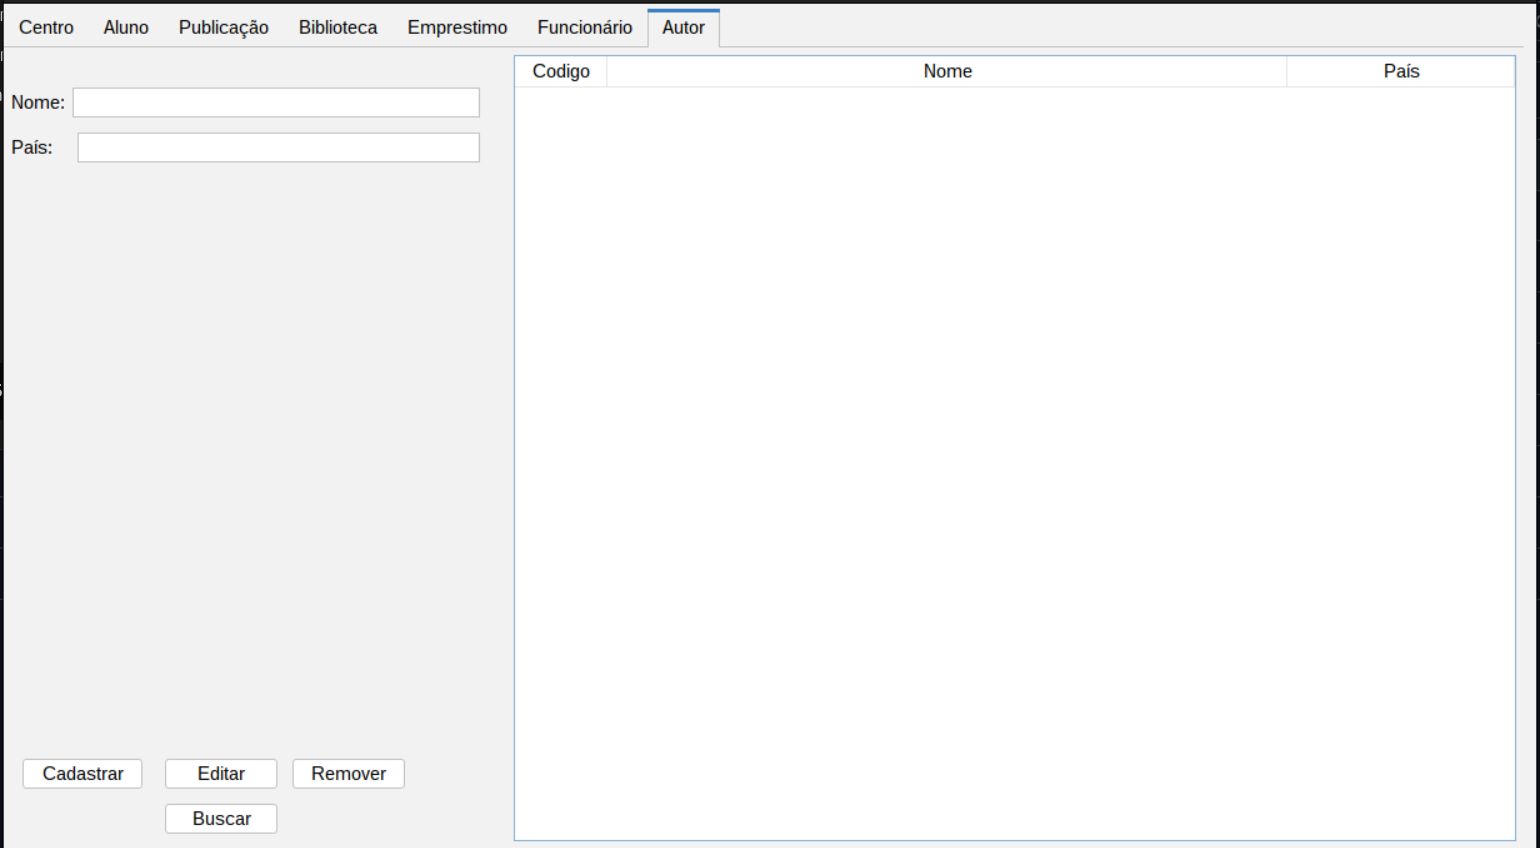 Centro Aluno Publicação Biblioteca Emprestimo Funcionário Autor
Codigo Nome País
Nome:
País:
Cadastrar Editar Remover
Buscar